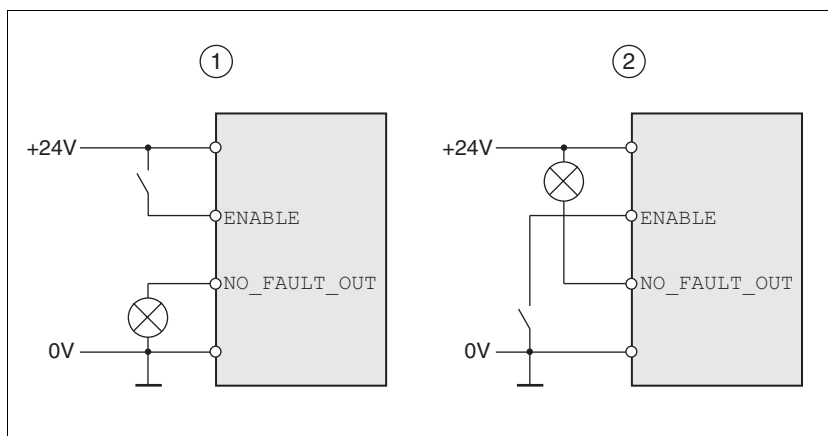 1
2
+24V
ENABLE
NO_FAULT_OUT
0V
+24V
ENABLE
NO_FAULT_OUT
0V